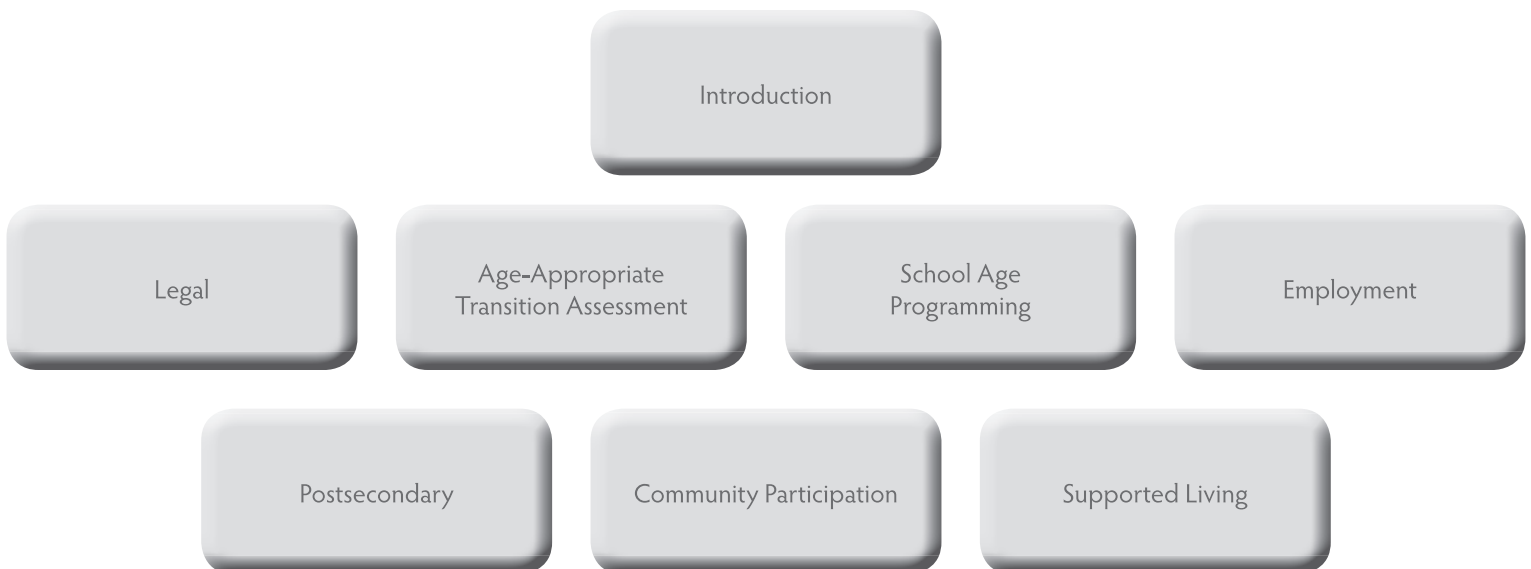 Introduction
Legal
Age-Appropriate
Transition Assessment
School Age
Programming
Employment
Postsecondary
Community Participation
Supported Living